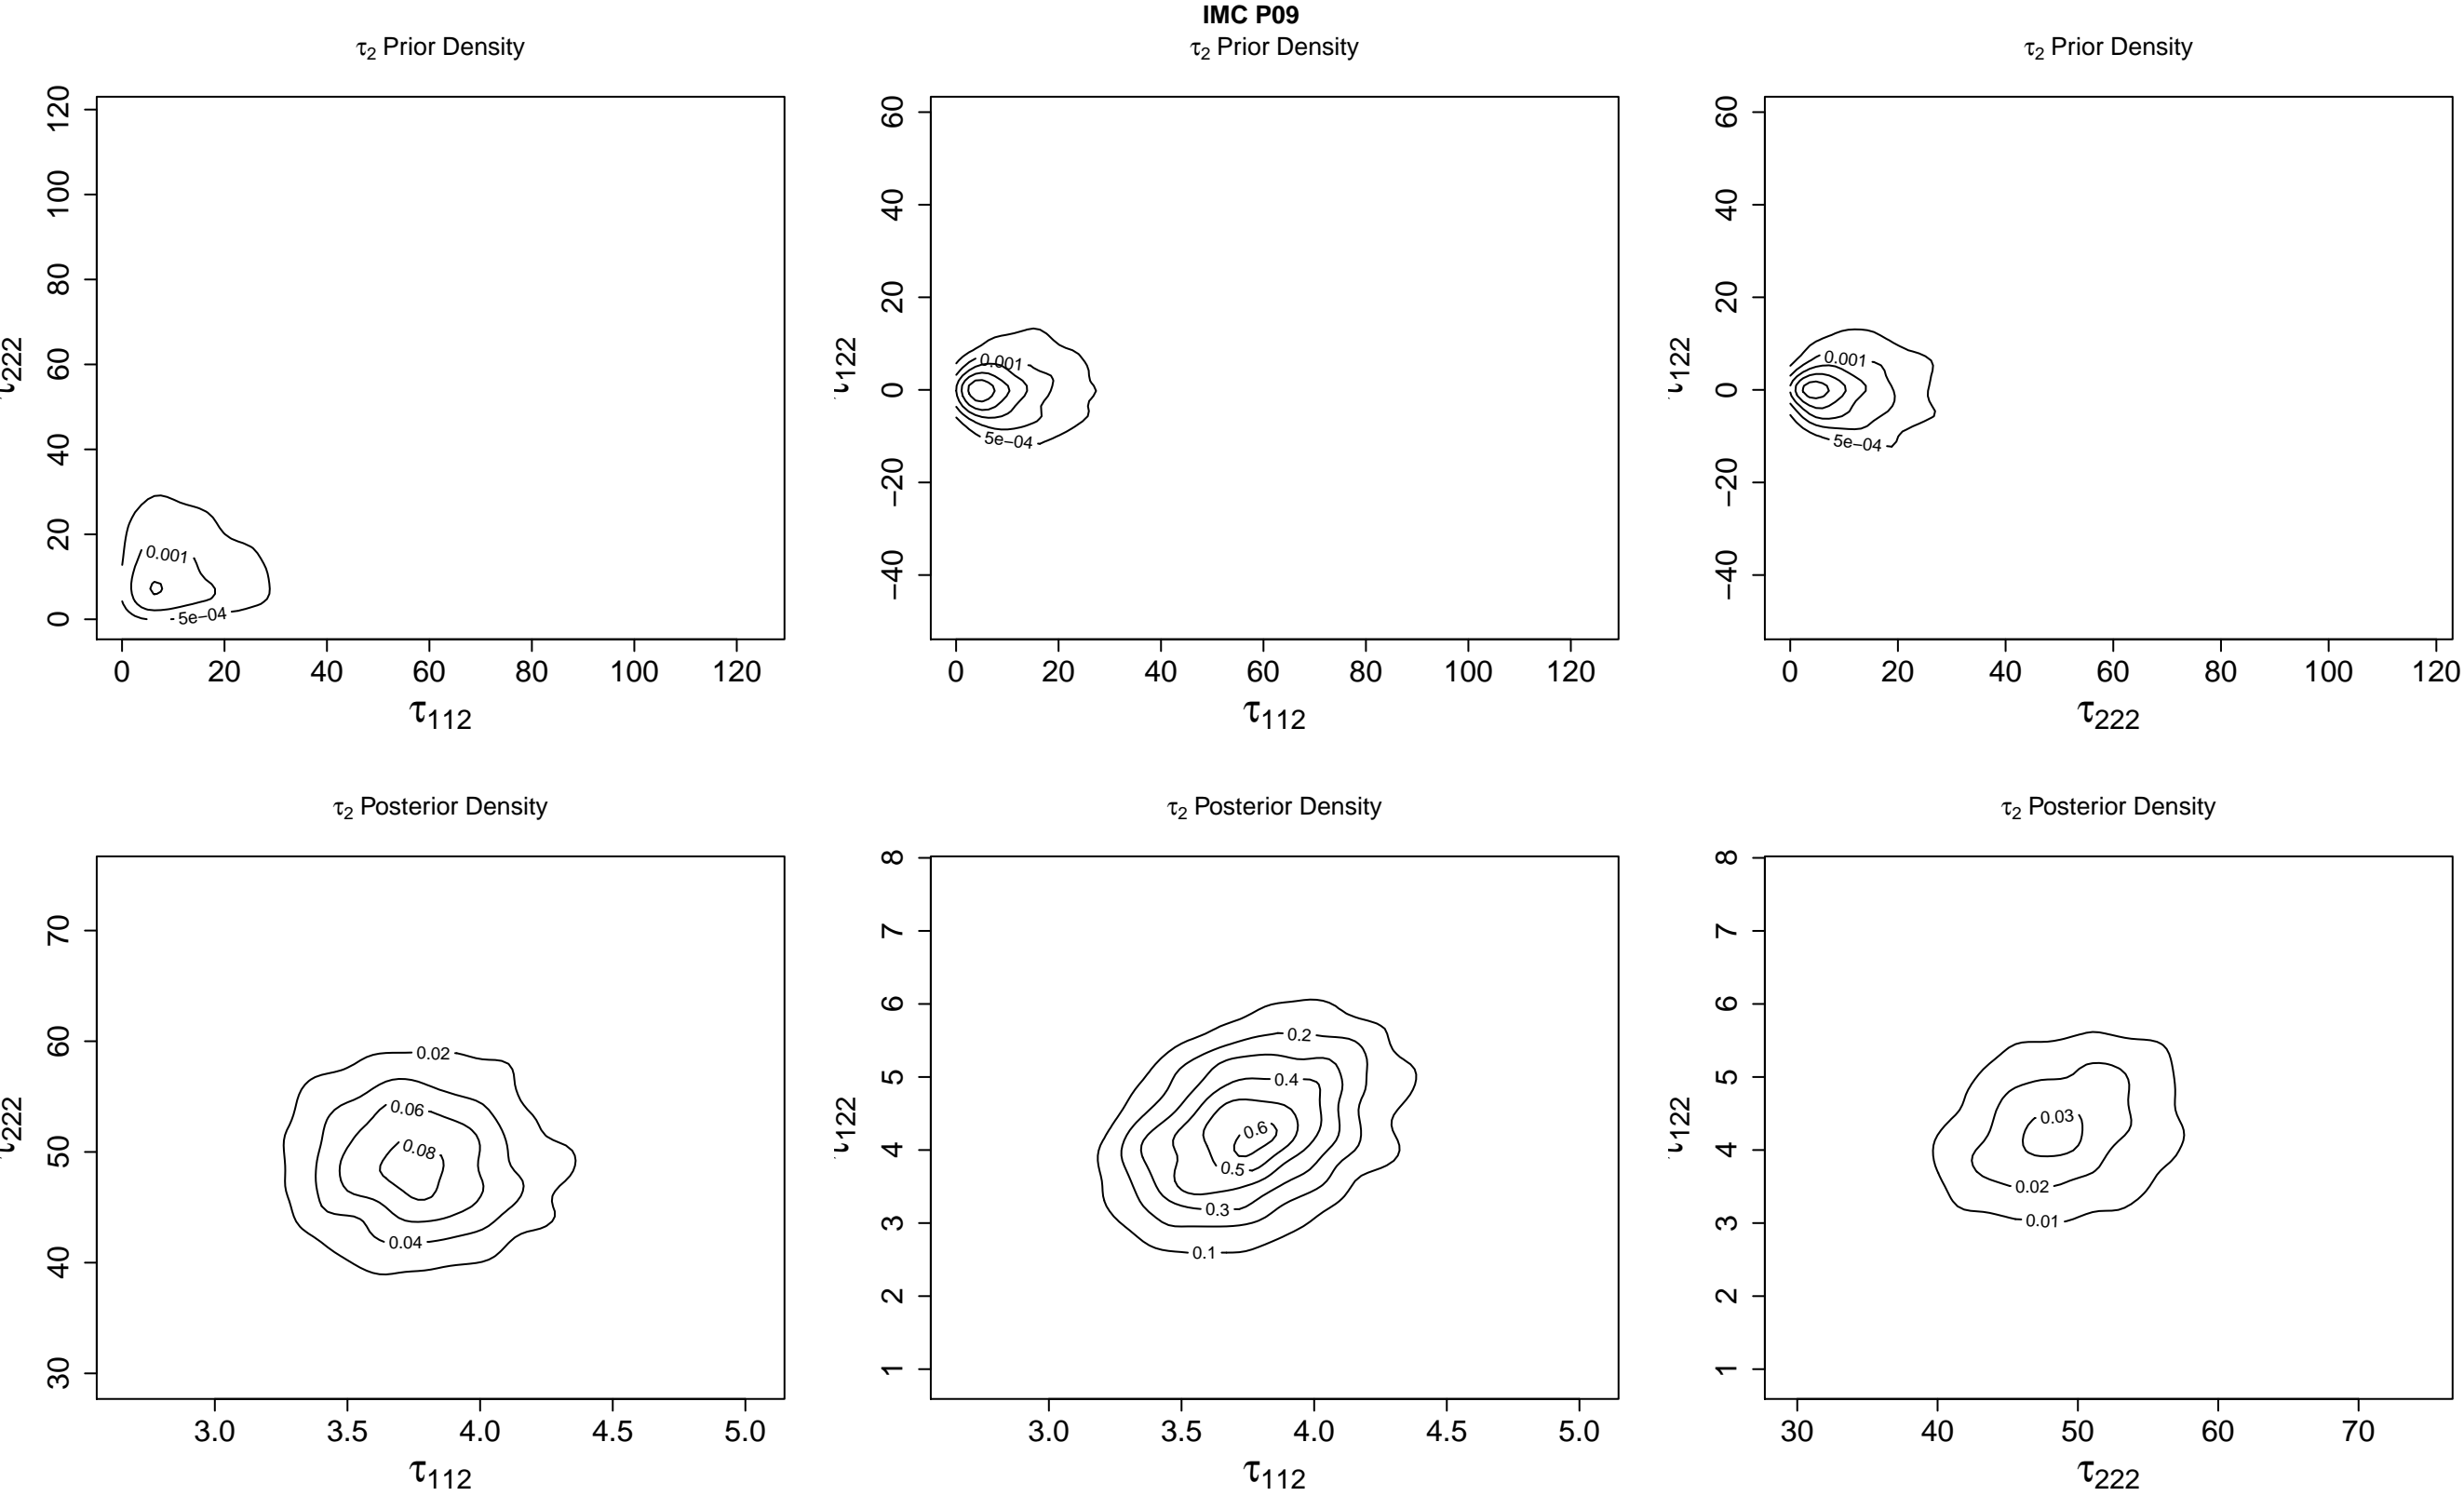 IMC P09
τ2 Prior Density
τ2 Prior Density
τ2 Prior Density
120
100
80
60
40
20
0
τ222
0.001
5e−04
0 20 40 60 80 100 120
τ112
60
40
20
0
−20
−40
τ122
0.001
5e−04
0 20 40 60 80 100 120
τ112
60
40
20
0
−20
−40
τ122
0.001
5e−04
0 20 40 60 80 100 120
τ222
τ2 Posterior Density
τ2 Posterior Density
τ2 Posterior Density
70
60
50
40
30
τ222
0.02
0.06
0.08
0.04
3.0 3.5 4.0 4.5 5.0
τ112
8
7
6
5
4
3
2
1
τ122
0.2
0.4
0.6
0.5
0.3
0.1
3.0 3.5 4.0 4.5 5.0
τ112
8
7
6
5
4
3
2
1
τ122
0.03
0.02
0.01
30 40 50 60 70
τ222